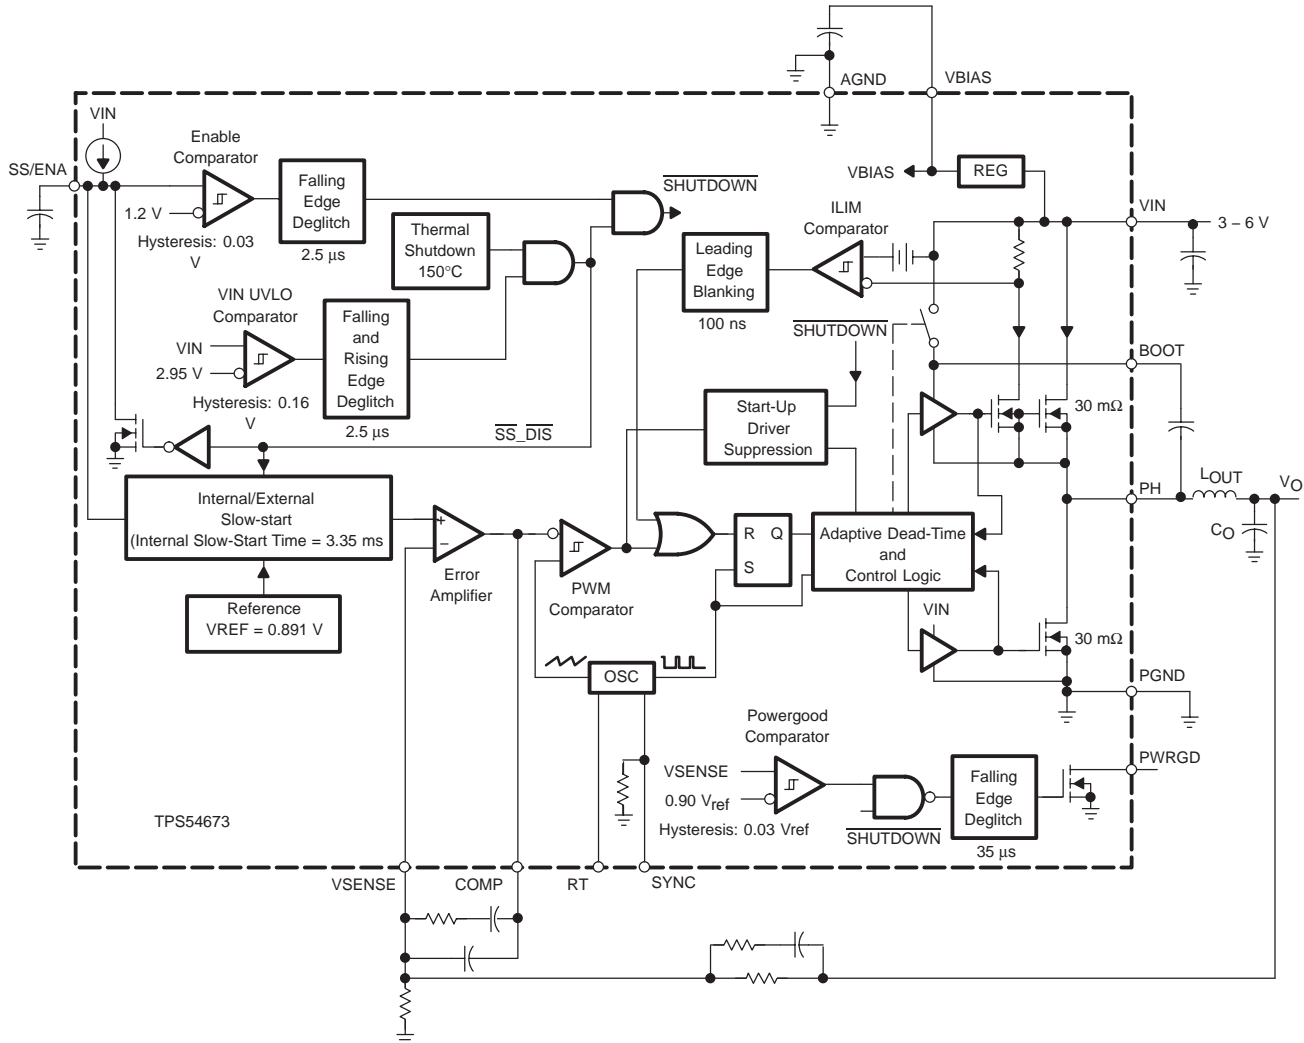 AGND
VBIAS
VIN
Enable
Comparator
SS/ENA
1.2 V
Hysteresis: 0.03
V
Falling
Edge
Deglitch
2.5 µs
SHUTDOWN
Thermal
Shutdown
150°C
VIN UVLO
Comparator
VIN
2.95 V
Hysteresis: 0.16
V
Falling
and
Rising
Edge
Deglitch
2.5 µs
SS_DIS
VBIAS
REG
VIN
3 – 6 V
ILIM
Comparator
Leading
Edge
Blanking
100 ns
SHUTDOWN
BOOT
30 mΩ
Start-Up
Driver
Suppression
PH
LOUT
VO
CO
Internal/External
Slow-start
(Internal Slow-Start Time = 3.35 ms
Reference
VREF = 0.891 V
+
−
Error
Amplifier
PWM
Comparator
R Q
S
Adaptive Dead-Time
and
Control Logic
VIN
30 mΩ
OSC
PGND
Powergood
Comparator
VSENSE
0.90 Vref
Hysteresis: 0.03 Vref
SHUTDOWN
Falling
Edge
Deglitch
35 µs
PWRGD
TPS54673
VSENSE
COMP
RT
SYNC